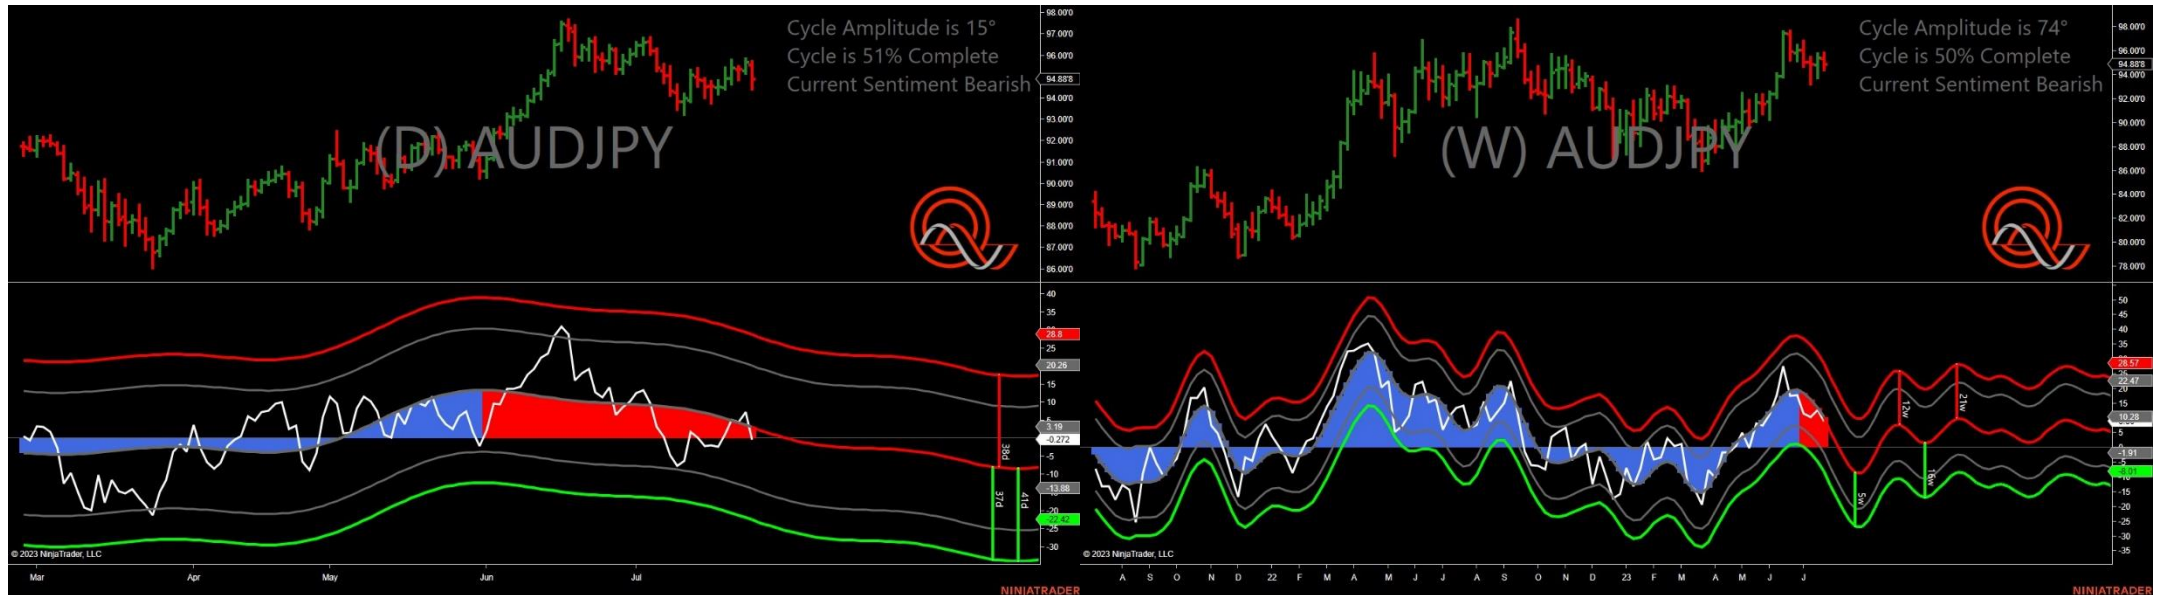 Cycle Amplitude is 15°
Cycle is 51% Complete
Current Sentiment Bearish
(D) AUDJPY
98.00'0
97.00'0
96.00'0
94.88'8
94.00'0
93.00'0
92.00'0
91.00'0
90.00'0
89.00'0
88.00'0
87.00'0
86.00'0
40
35
28.8
25
20.26
15
10
5
3.19
-0.272
-5
-10
-13.88
-20
-22.42
-25
-30
38d
37d
41d
© 2023 NinjaTrader, LLC
Mar Apr May Jun Jul
NINJATRADER
Cycle Amplitude is 74°
Cycle is 50% Complete
Current Sentiment Bearish
(W) AUDJPY
98.00'0
96.00'0
94.88'8
94.00'0
92.00'0
90.00'0
88.00'0
86.00'0
84.00'0
82.00'0
80.00'0
78.00'0
50
45
40
35
28.57
22.47
20
15
10.28
5
-1.91
-5
-8.01
-15
-20
-25
-30
-35
12w
21w
5w
16w
© 2023 NinjaTrader, LLC
A S O N D 22 F M A M J J A S O N D 23 F M A M J J
NINJATRADER